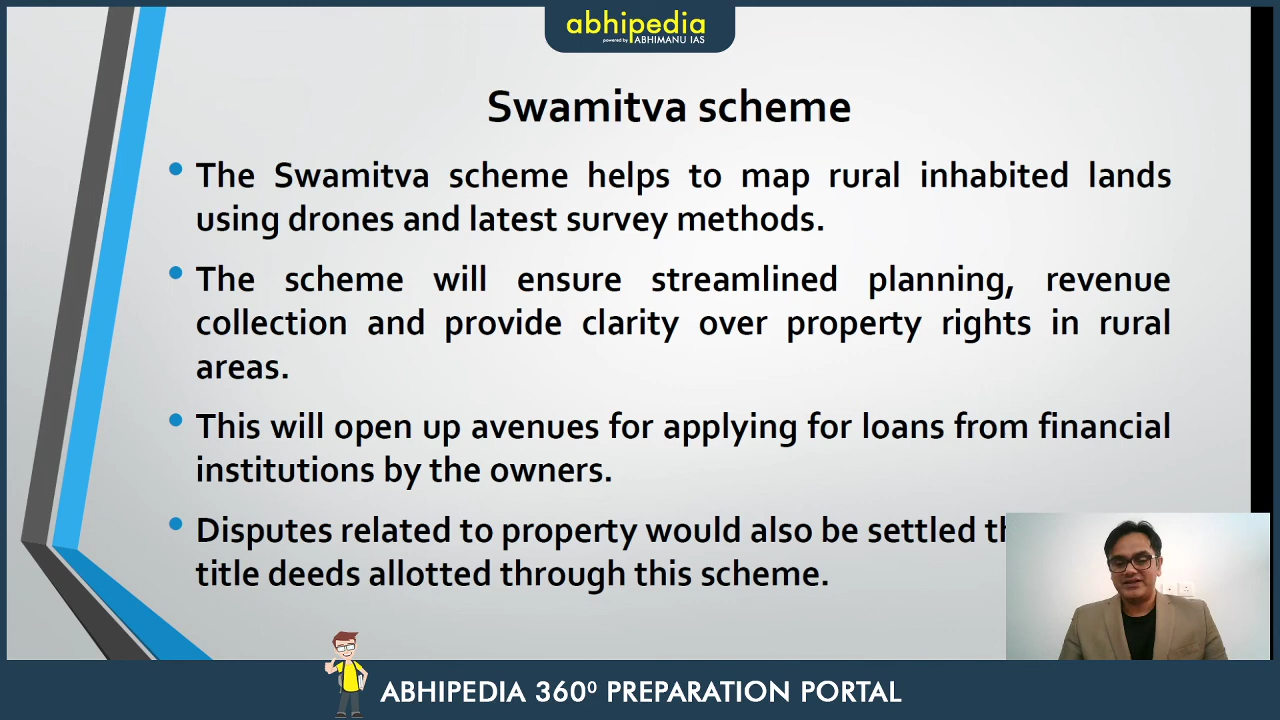 abhipedia
powered by ABHIMANU IAS
Swamitva scheme
• The Swamitva scheme helps to map rural inhabited lands
using drones and latest survey methods.
• The scheme will ensure streamlined planning, revenue
collection and provide clarity over property rights in rural
areas.
• This will open up avenues for applying for loans from financial
institutions by the owners.
• Disputes related to property would also be settled
title deeds allotted through this scheme.
ABHIPEDIA 360⁰ PREPARATION PORTAL